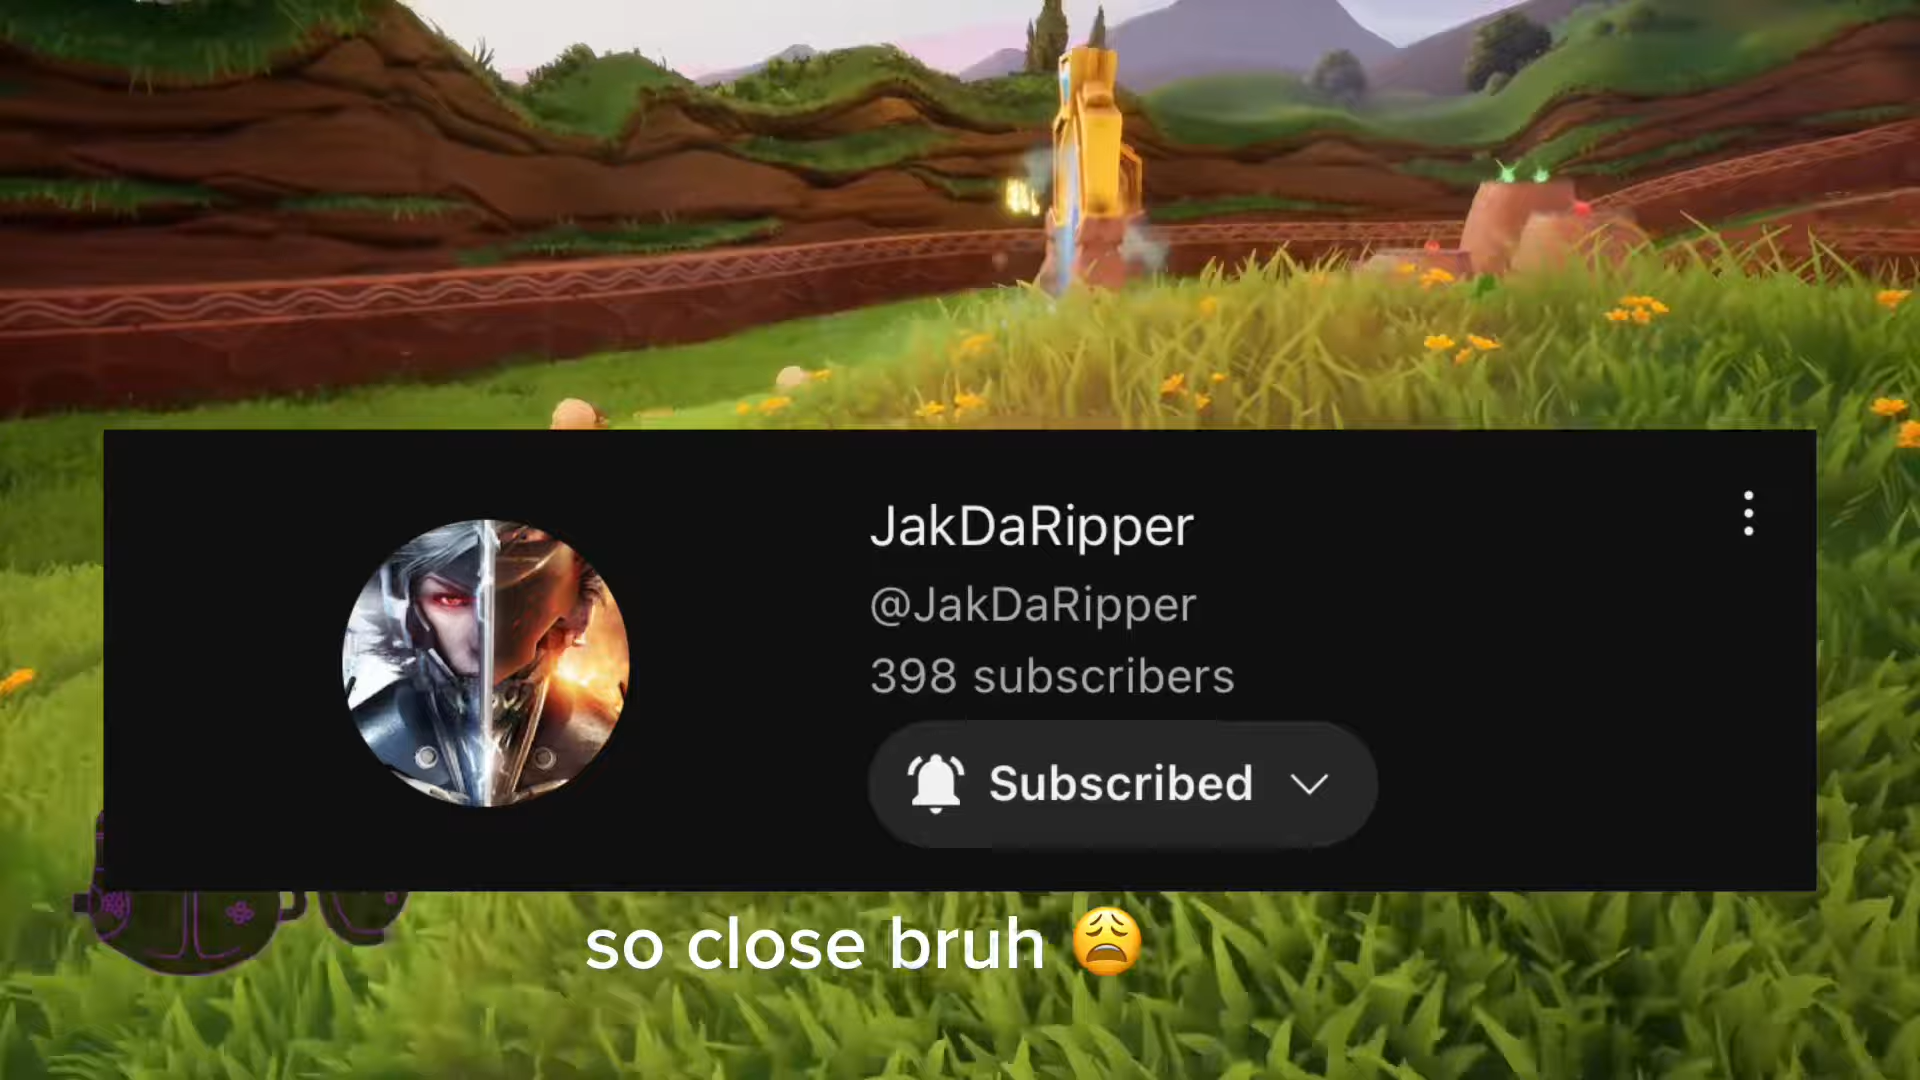 JakDaRipper
@JakDaRipper
398 subscribers
Subscribed
so close bruh 😩